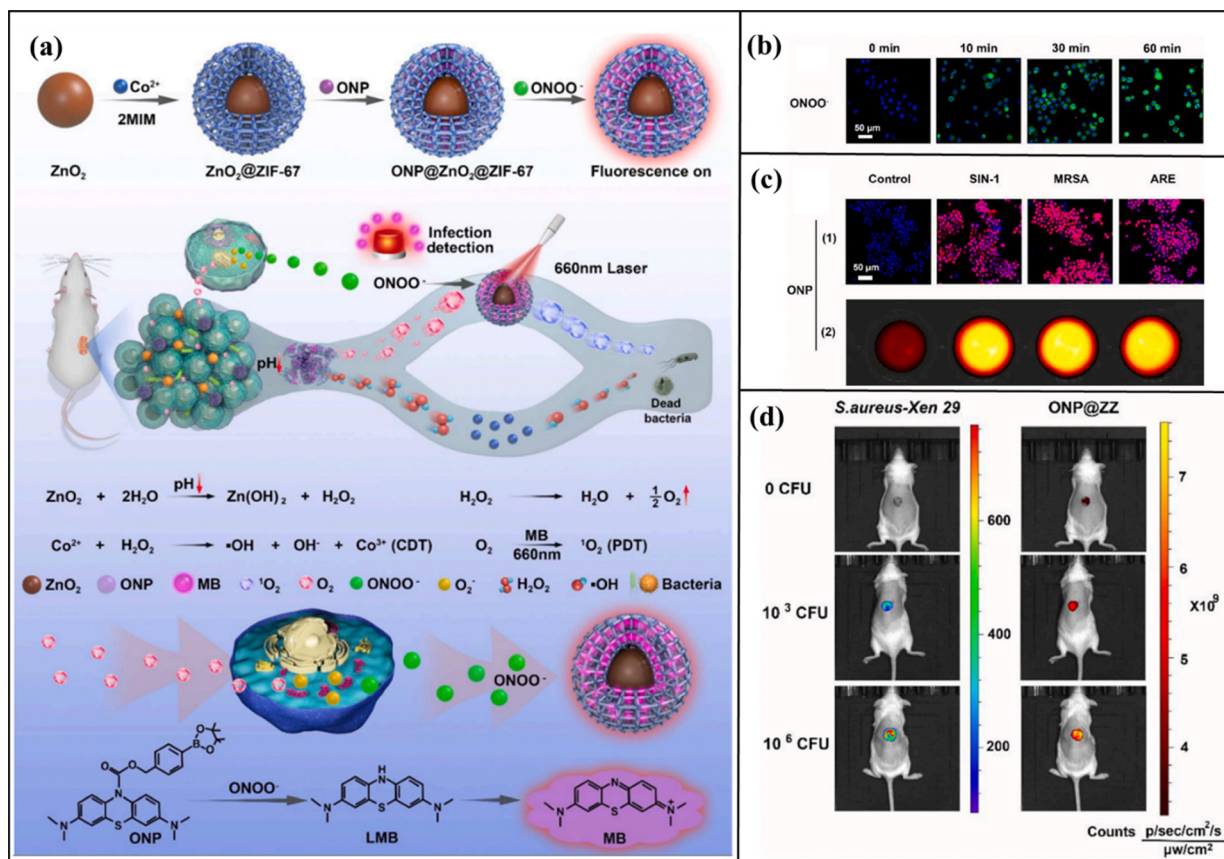 (a)
Co²⁺
2MIM
ONP
ONOO⁻
ZnO₂
ZnO₂@ZIF-67
ONP@ZnO₂@ZIF-67
Fluorescence on
Infection
detection
ONOO⁻
660nm Laser
pH
Dead
bacteria
ZnO₂ + 2H₂O pH↓ → Zn(OH)₂ + H₂O₂
H₂O₂ → H₂O + ½O₂↑
Co²⁺ + H₂O₂ → •OH + OH⁻ + Co³⁺ (CDT)
O₂ MB 660nm → ¹O₂ (PDT)
ZnO₂ ONP MB ¹O₂ O₂ ONOO⁻ O₂⁻ H₂O₂ •OH Bacteria
ONOO⁻
O B O
O O
N
N S N
ONP
ONOO⁻
H
N
N S N
LMB
N
N S N⁺
MB
(b)
0 min 10 min 30 min 60 min
ONOO⁻
50 μm
(c)
Control SIN-1 MRSA ARE
(1)
50 μm
ONP
(2)
(d)
S.aureus-Xen 29 ONP@ZZ
0 CFU
10 ³ CFU
10 ⁶ CFU
600
400
200
7
6
X10⁹
5
4
Counts
p/sec/cm²/s
μw/cm²